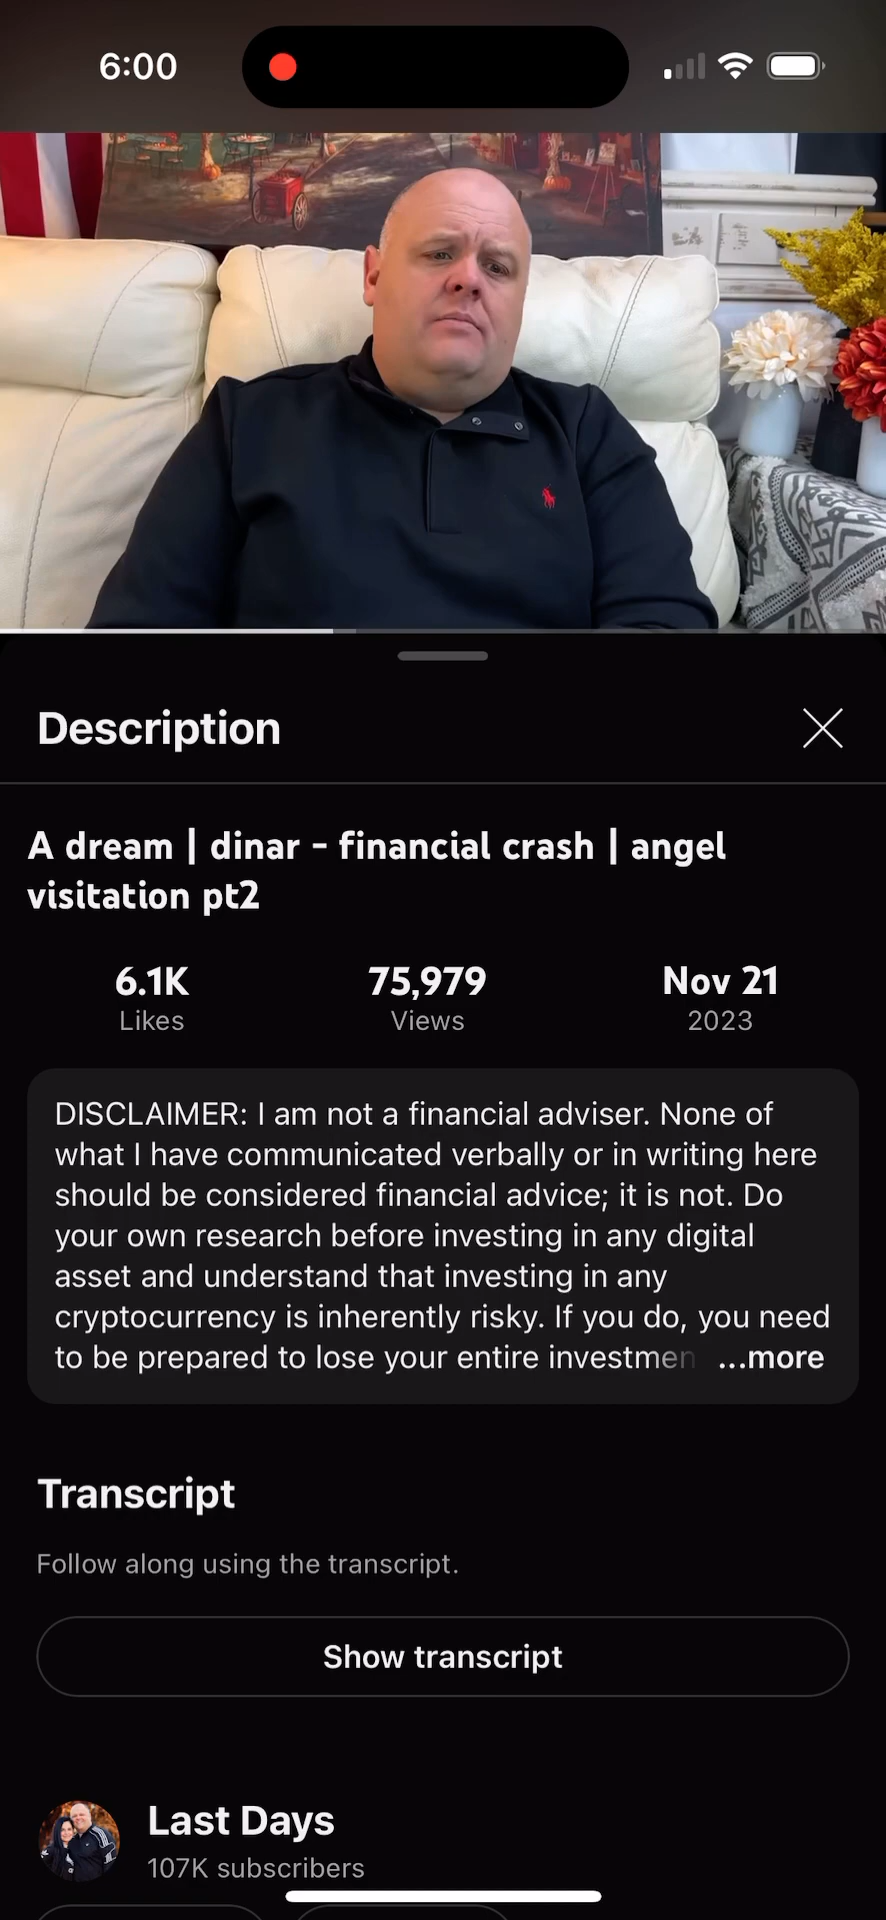 6:00
Description
A dream | dinar - financial crash | angel
visitation pt2
6.1K
Likes
75,979
Views
Nov 21
2023
DISCLAIMER: I am not a financial adviser. None of
what I have communicated verbally or in writing here
should be considered financial advice; it is not. Do
your own research before investing in any digital
asset and understand that investing in any
cryptocurrency is inherently risky. If you do, you need
to be prepared to lose your entire investmen ...more
Transcript
Follow along using the transcript.
Show transcript
Last Days
107K subscribers